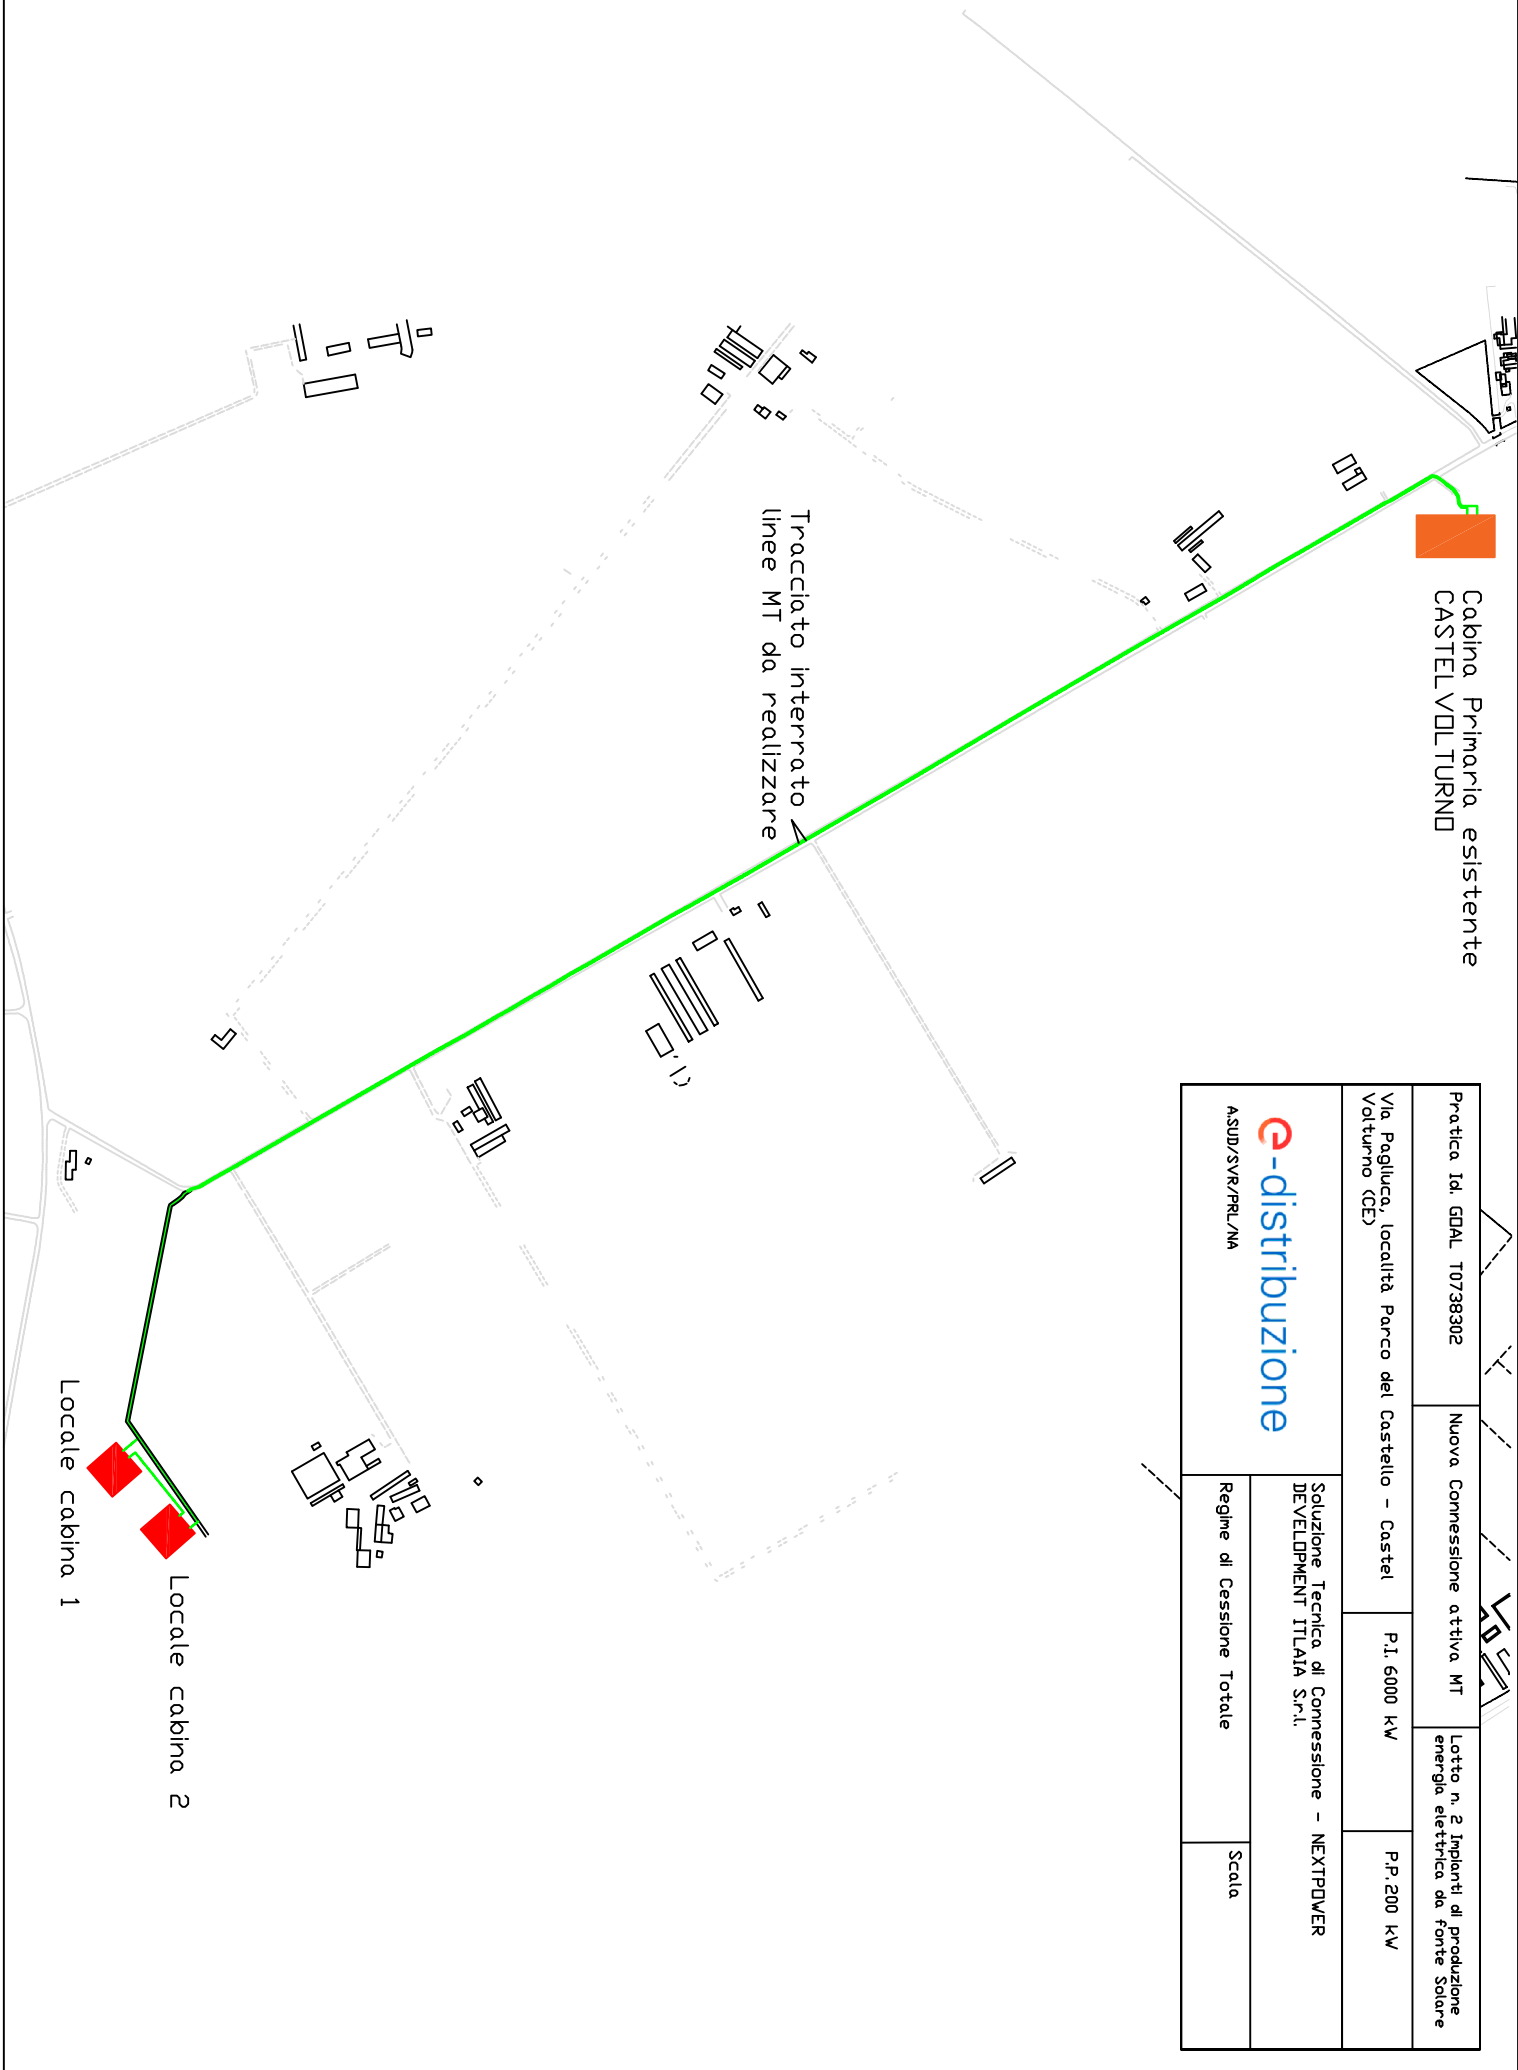 Cabina Primaria esistente
CASTELVOLTURNO
Tracciato interrato
linee MT da realizzare
Locale cabina 2
Locale cabina 1
Pratica Id. GOAL T0738302
Nuova Connessione attiva MT
Lotto n. 2 Impianti di produzione
energia elettrica da fonte Solare
Via Pagliuca, località Parco del Castello - Castel
Volturno (CE)
P.I. 6000 kW
P.P. 200 kW
e-distribuzione
A.SUD/SVR/PRL/NA
Soluzione Tecnica di Connessione - NEXTPOWER
DEVELOPMENT ITLAIA S.r.l.
Regime di Cessione Totale
Scala